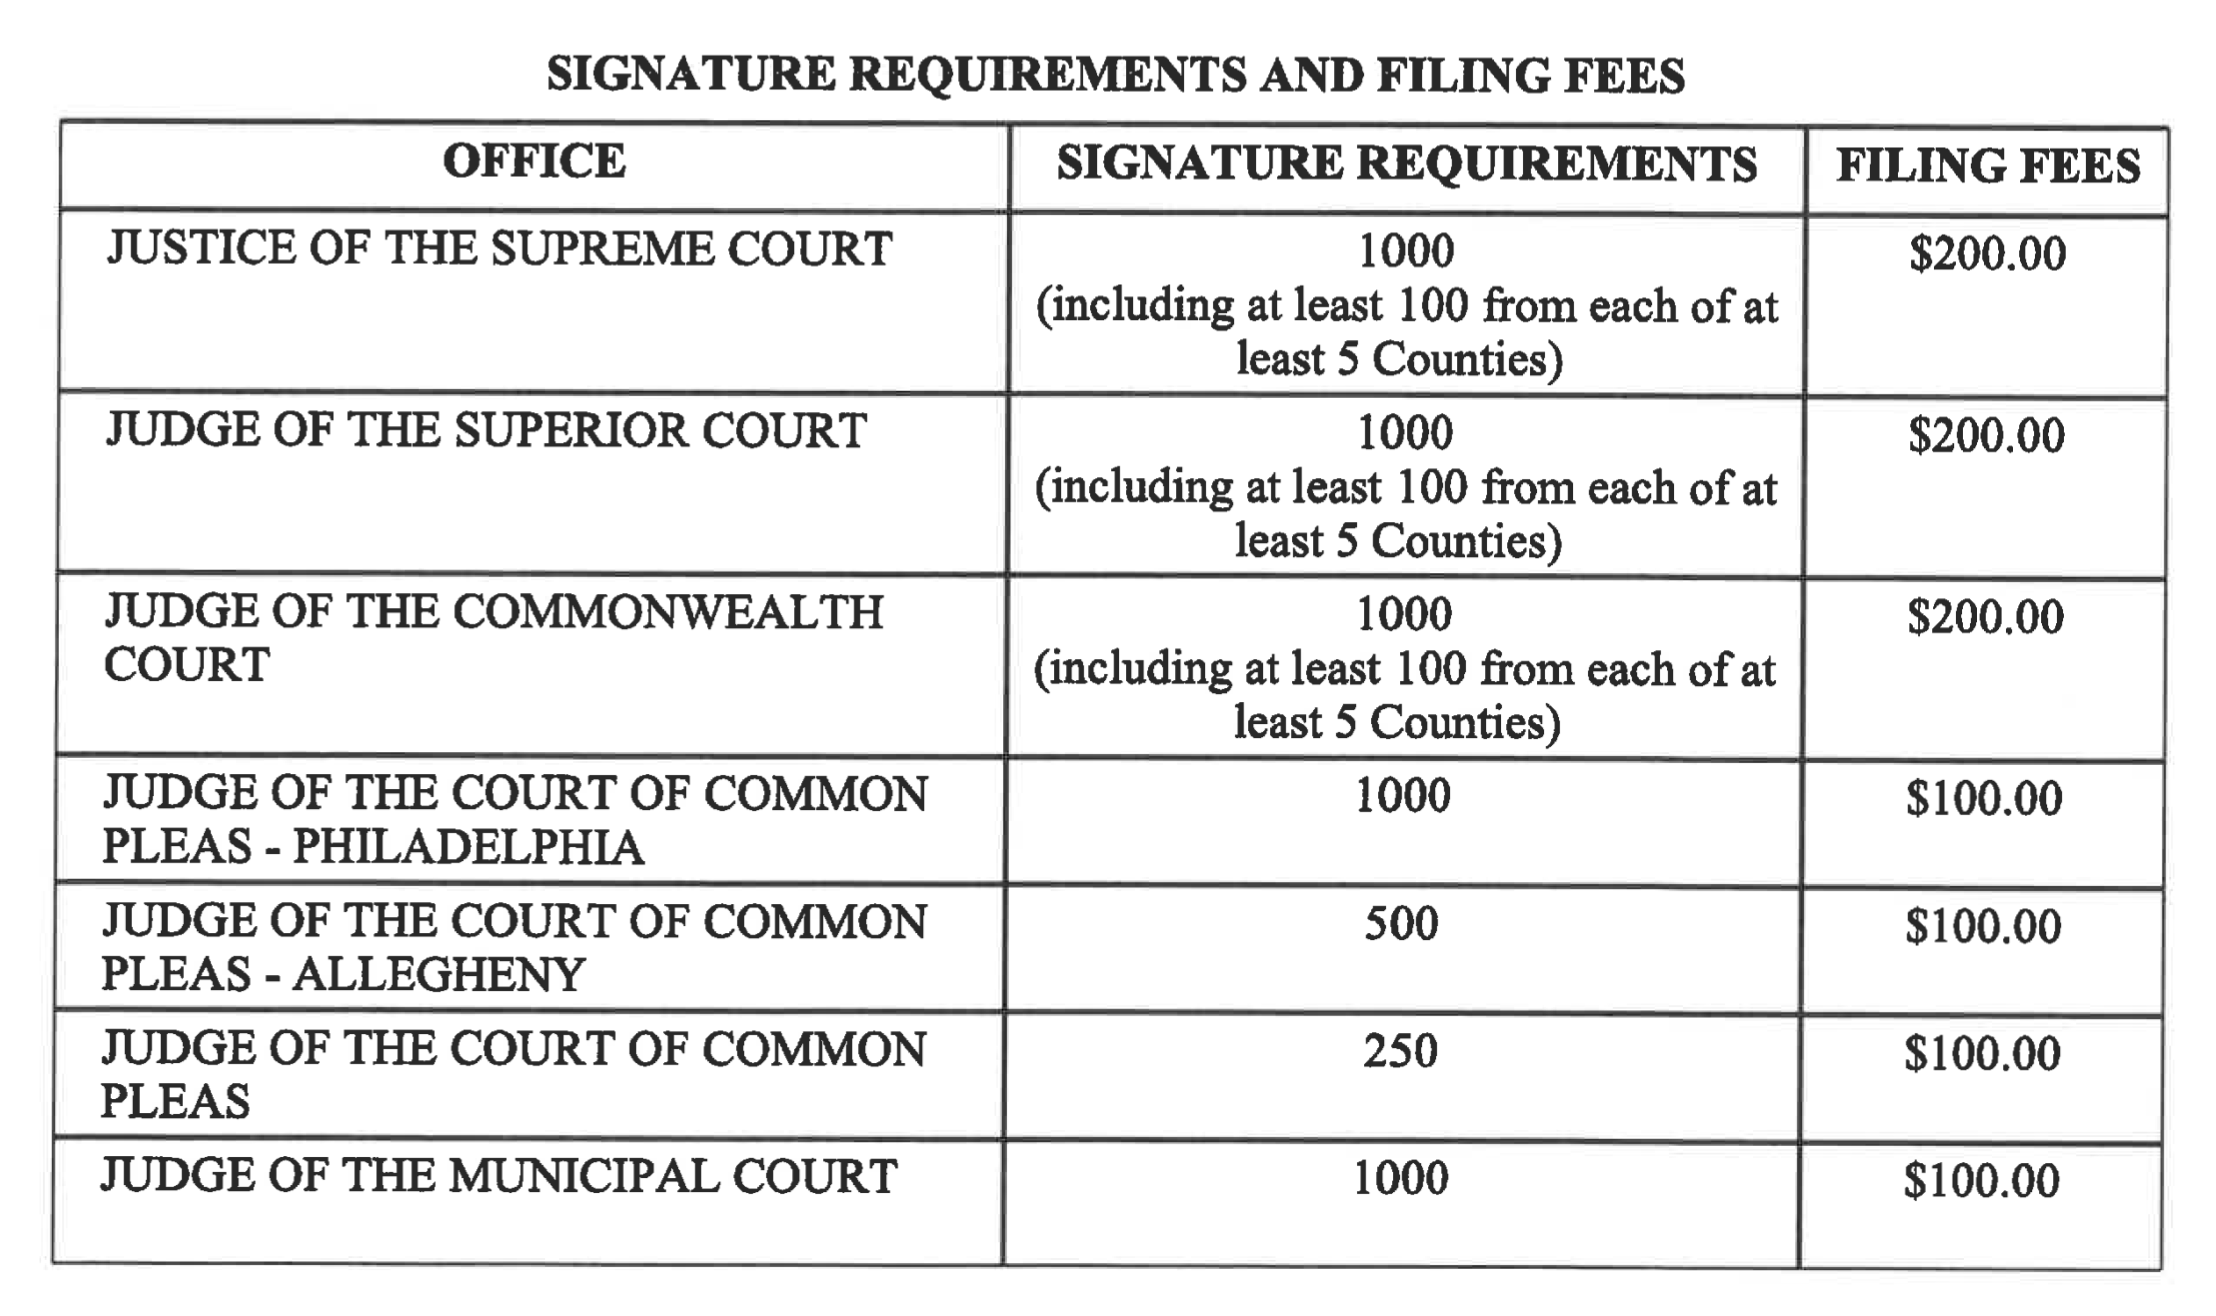 SIGNATURE REQUIREMENTS AND FILING FEES
OFFICE
SIGNATURE REQUIREMENTS
FILING FEES
JUSTICE OF THE SUPREME COURT
1000
(including at least 100 from each of at
least 5 Counties)
$200.00
JUDGE OF THE SUPERIOR COURT
1000
(including at least 100 from each of at
least 5 Counties)
$200.00
JUDGE OF THE COMMONWEALTH
COURT
1000
(including at least 100 from each of at
least 5 Counties)
$200.00
JUDGE OF THE COURT OF COMMON
PLEAS - PHILADELPHIA
1000
$100.00
JUDGE OF THE COURT OF COMMON
PLEAS - ALLEGHENY
500
$100.00
JUDGE OF THE COURT OF COMMON
PLEAS
250
$100.00
JUDGE OF THE MUNICIPAL COURT
1000
$100.00